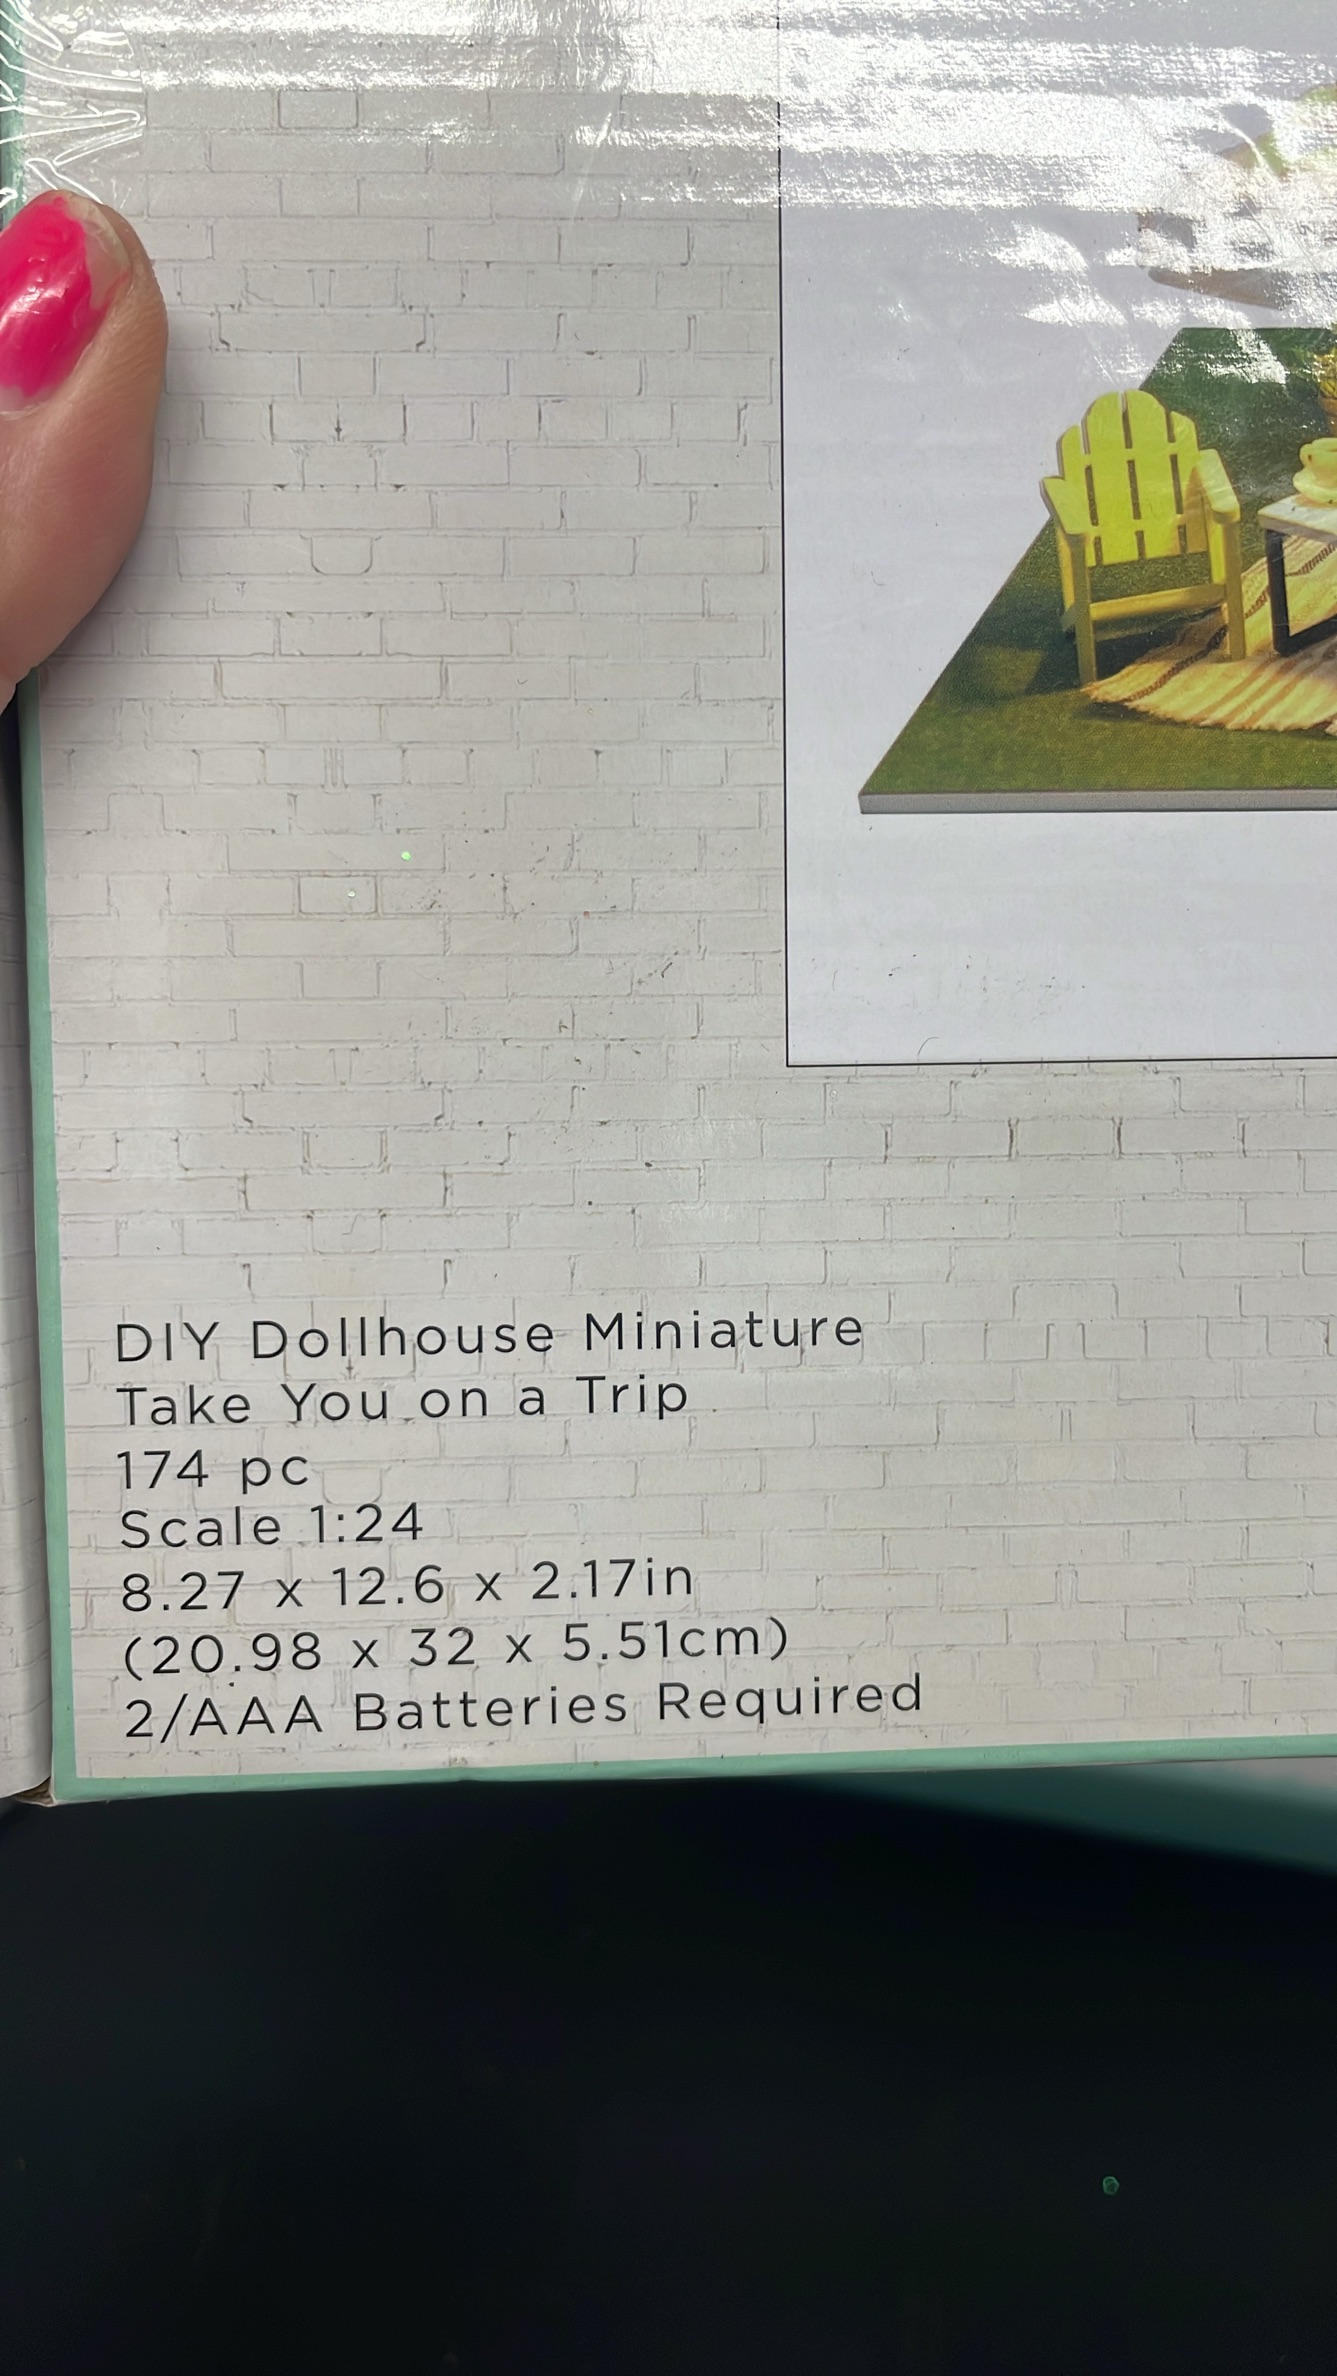 DIY Dollhouse Miniature
Take You on a Trip
174 pc
Scale 1:24
8.27 x 12.6 x 2.17in
(20.98 x 32 x 5.51cm)
2/AAA Batteries Required